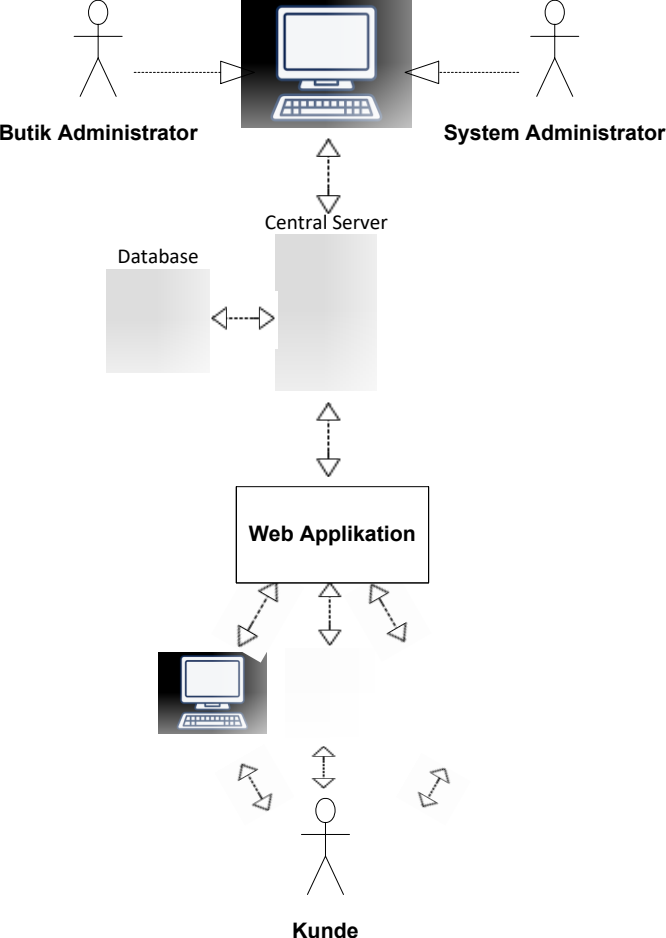 Butik Administrator
System Administrator
Central Server
Database
Web Applikation
Kunde